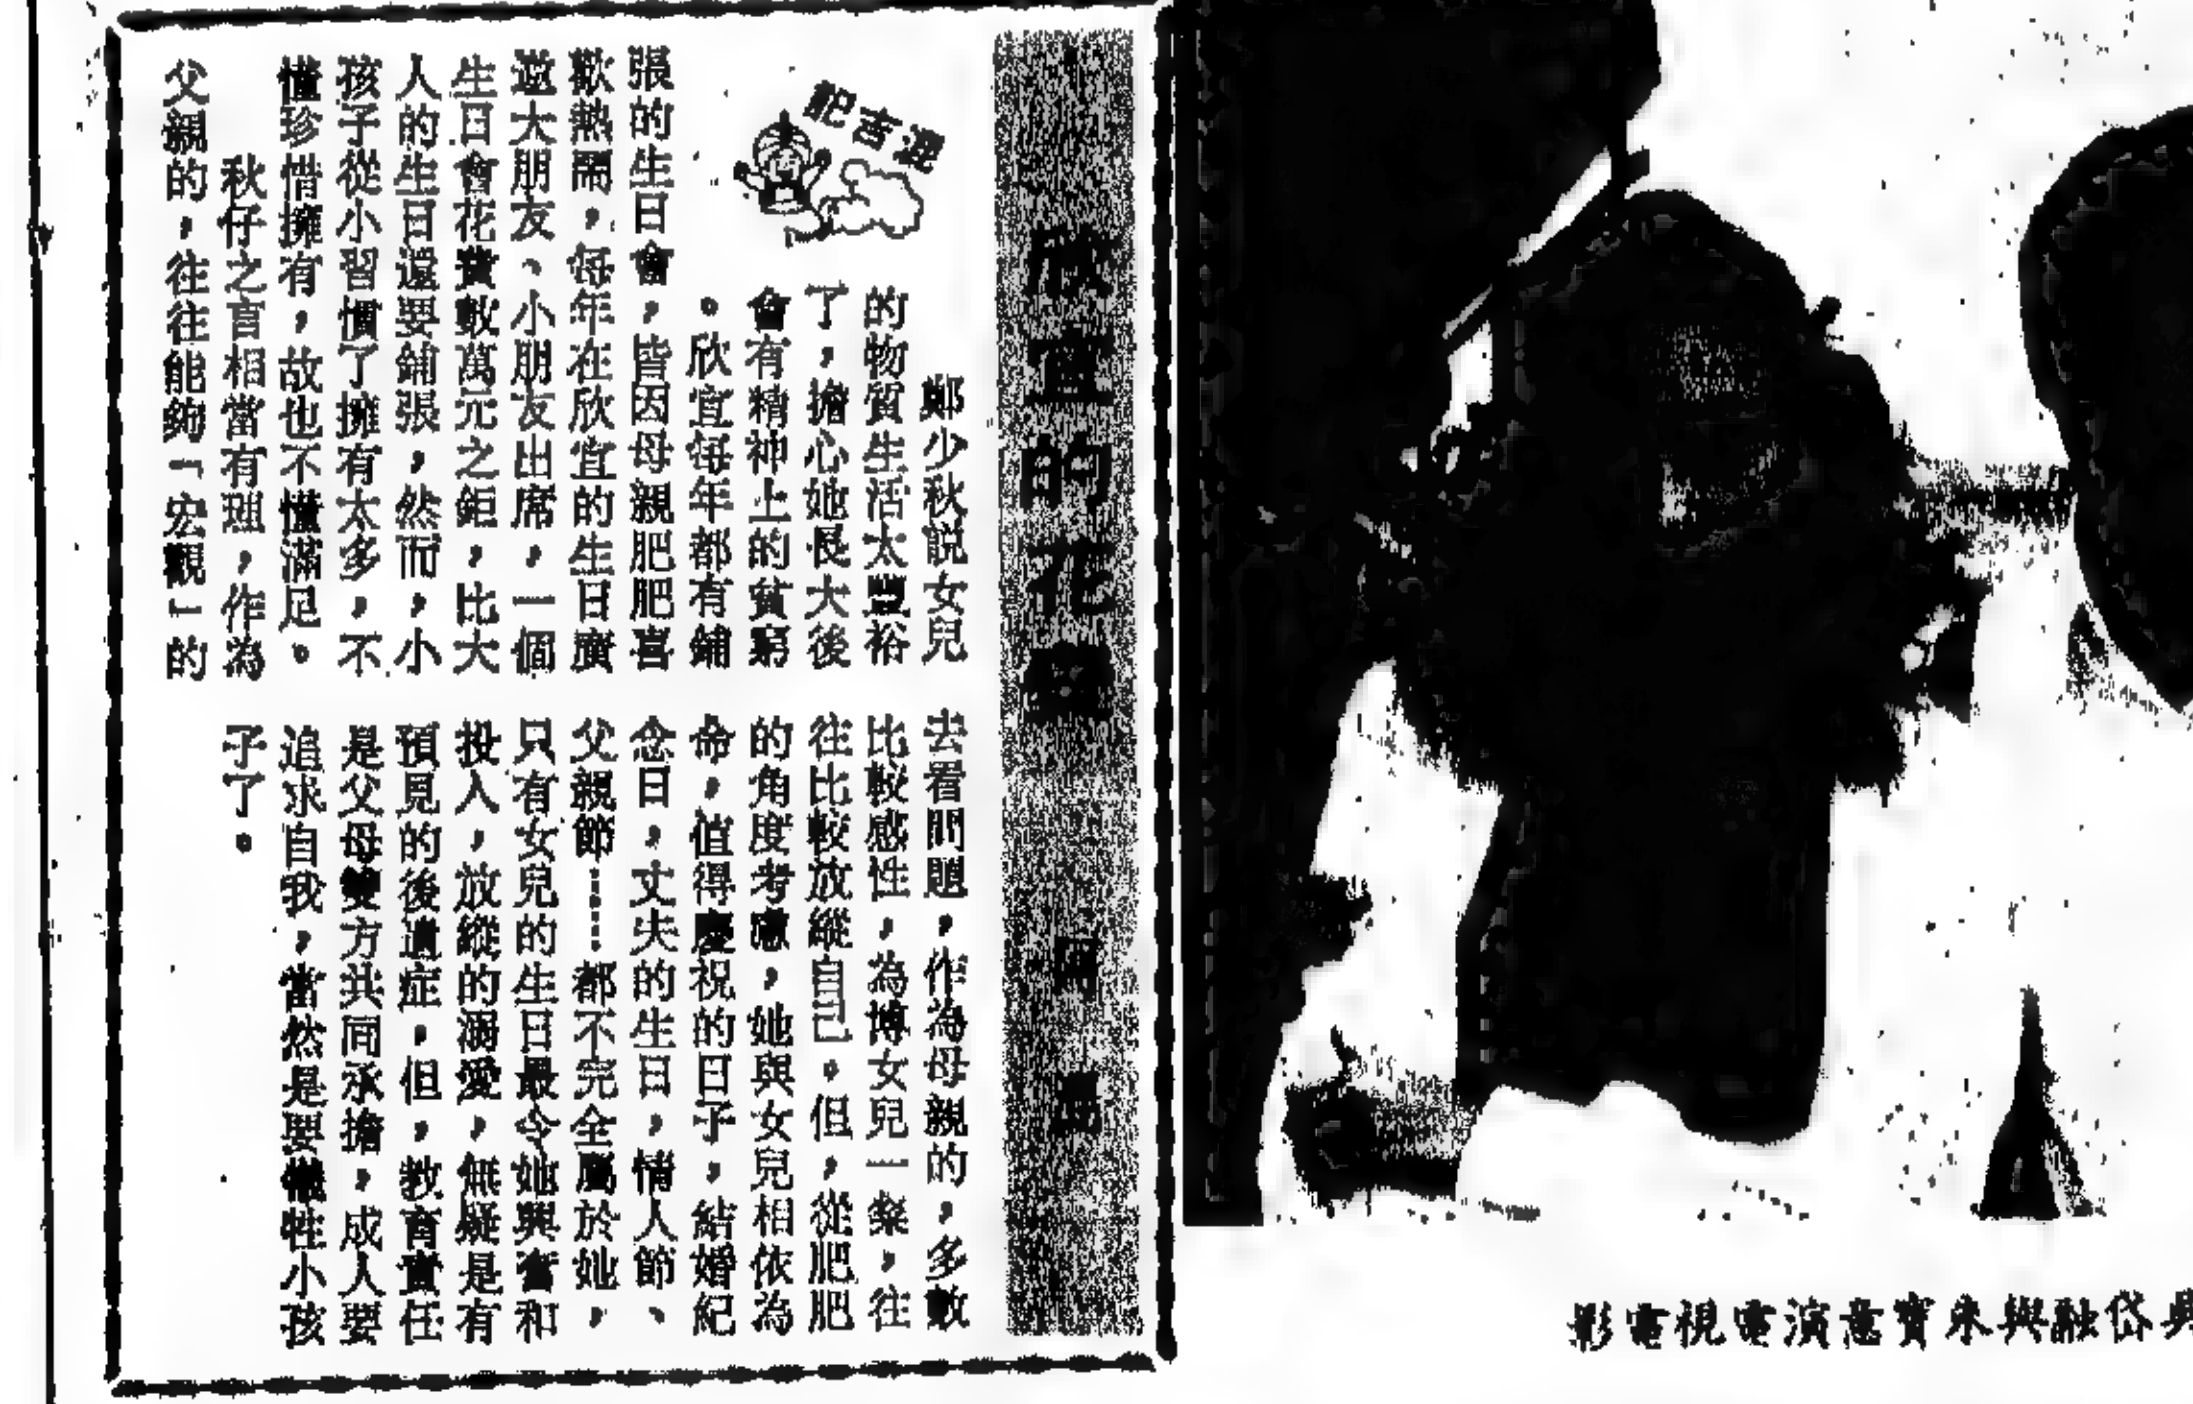 欣宜的花費
混吉記
鄭少秋說女兒
的物質生活太豐裕
了，擔心她長大後
會有精神上的貧窮
。欣宜每年都有鋪
張的生日會，皆因母親肥肥喜
歡熱鬧，每年在欣宜的生日廣
邀大朋友、小朋友出席，一個
生日會花費數萬元之鉅，比大
人的生日還要鋪張，然而，小
孩子從小習慣了擁有太多，不
懂珍惜擁有，故也不懂滿足。
秋仔之言相當有理，作為
父親的，往往能夠「宏觀」的
去看問題，作為母親的，多數
比較感性，為博女兒一粲，往
往比較放縱自己。但，從肥肥
的角度考慮，她與女兒相依為
命，值得慶祝的日子，結婚紀
念日，丈夫的生日，情人節、
父親節……都不完全屬於她，
只有女兒的生日最令她興奮和
投入，放縱的溺愛，無疑是有
預見的後遺症，但，教育責任
是父母雙方共同承擔，成人要
追求自我，當然是要犧牲小孩
子了。
影電視電演意實來與融岱